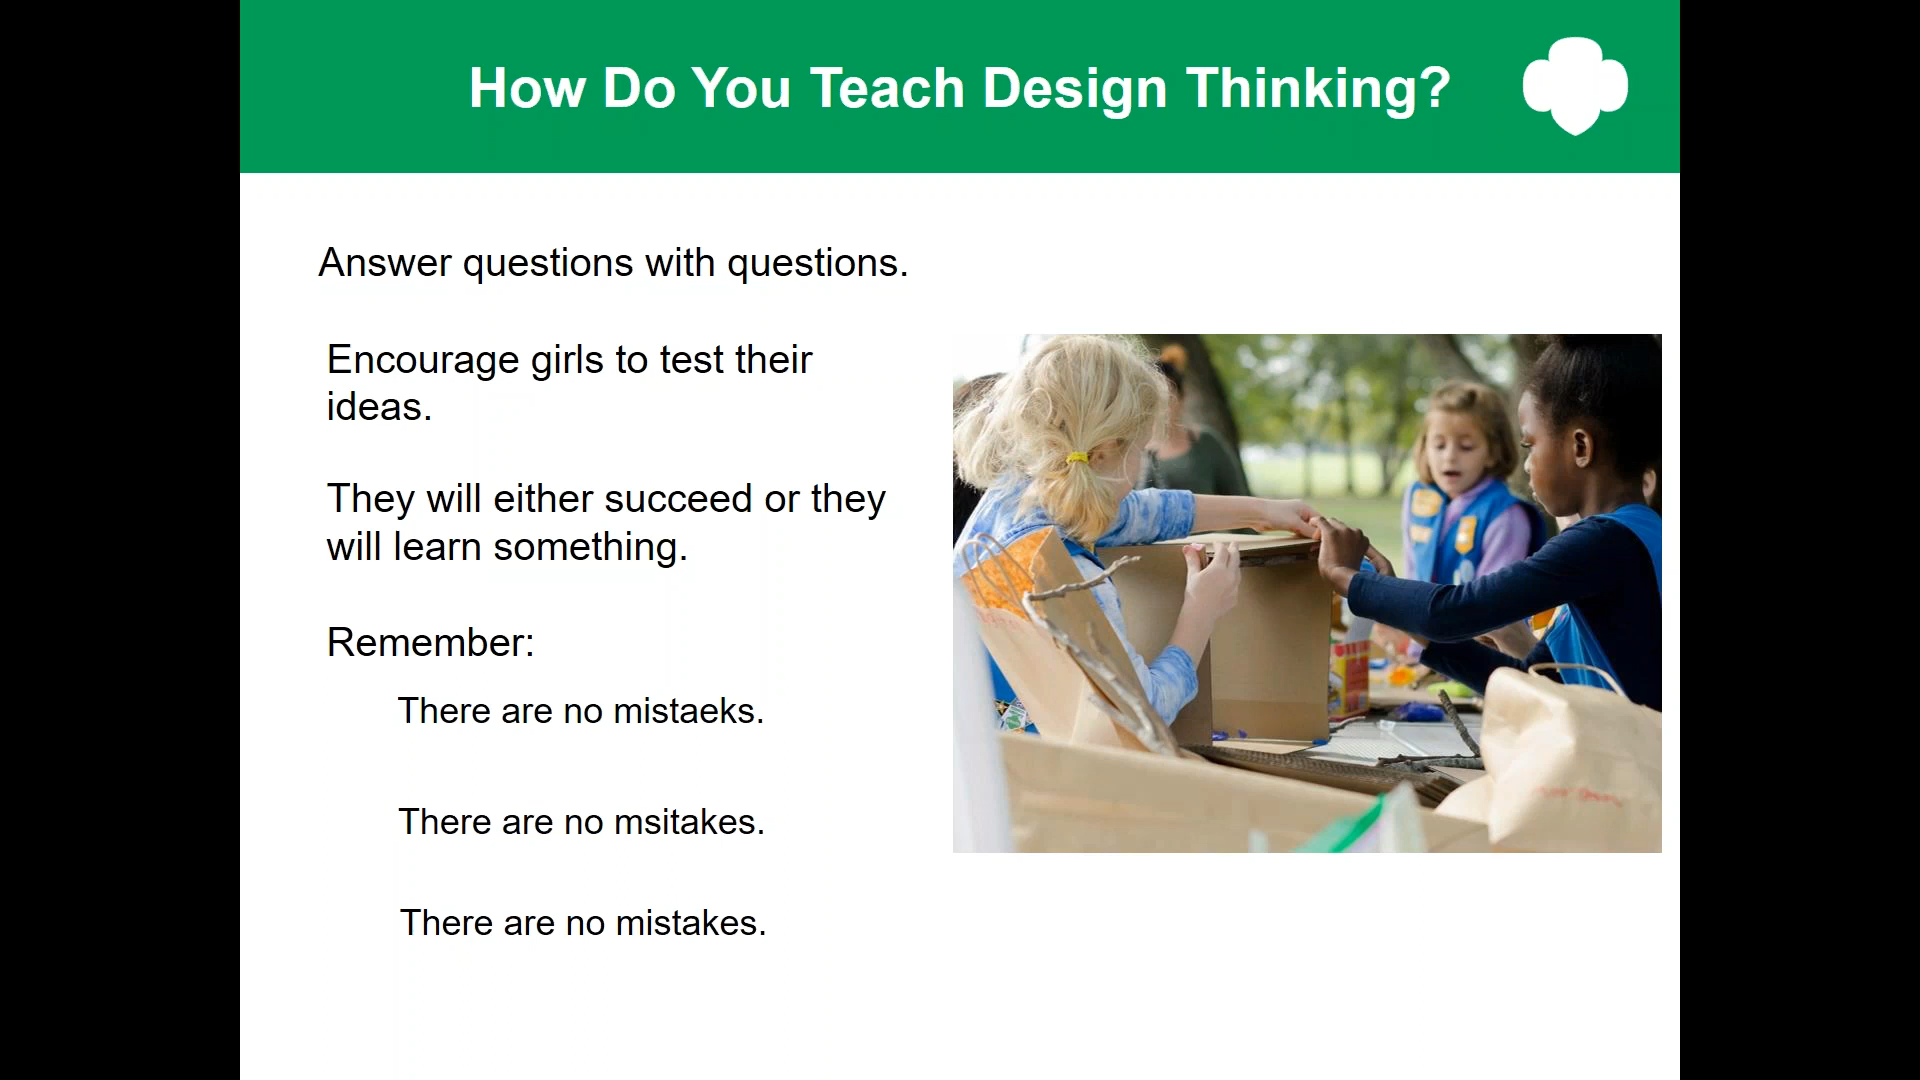 How Do You Teach Design Thinking?
Answer questions with questions.
Encourage girls to test their
ideas.
They will either succeed or they
will learn something.
Remember:
There are no mistaeks.
There are no msitakes.
There are no mistakes.